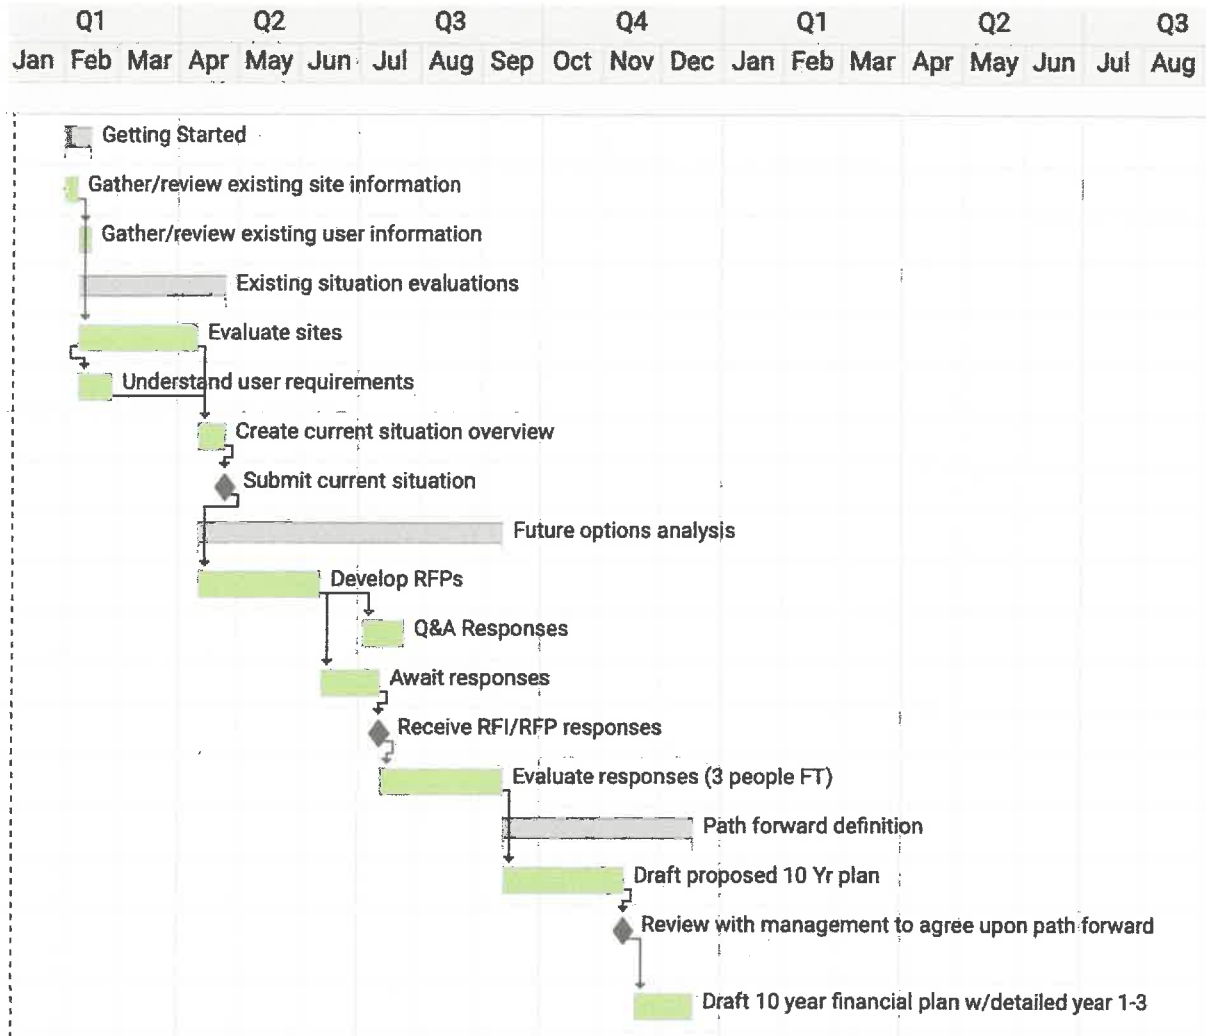 Q1 Q2 Q3 Q4 Q1 Q2 Q3
Jan Feb Mar Apr May Jun Jul Aug Sep Oct Nov Dec Jan Feb Mar Apr May Jun Jul Aug
Getting Started
Gather/review existing site information
Gather/review existing user information
Existing situation evaluations
Evaluate sites
Understand user requirements
Create current situation overview
Submit current situation
Future options analysis
Develop RFPs
Q&A Responses
Await responses
Receive RFI/RFP responses
Evaluate responses (3 people FT)
Path forward definition
Draft proposed 10 Yr plan
Review with management to agree upon path forward
Draft 10 year financial plan w/detailed year 1-3